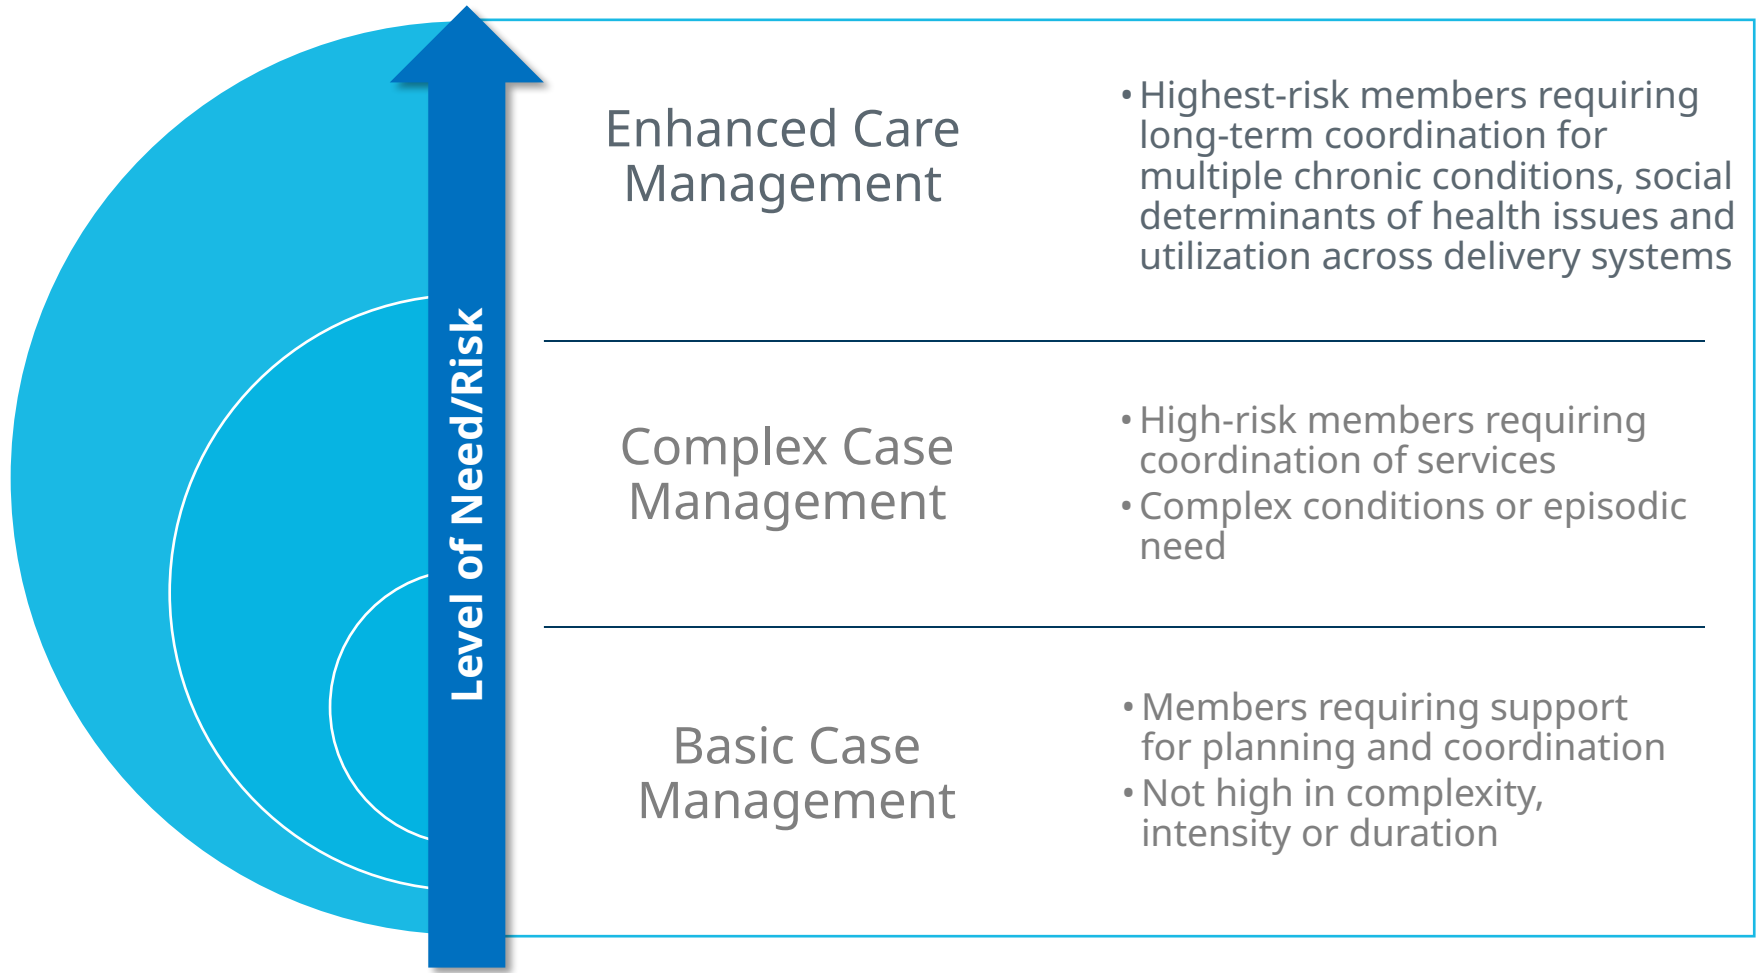 Level of Need/Risk
Enhanced Care
Management
• Highest-risk members requiring
long-term coordination for
multiple chronic conditions, social
determinants of health issues and
utilization across delivery systems
Complex Case
Management
• High-risk members requiring
coordination of services
• Complex conditions or episodic
need
Basic Case
Management
• Members requiring support
for planning and coordination
• Not high in complexity,
intensity or duration